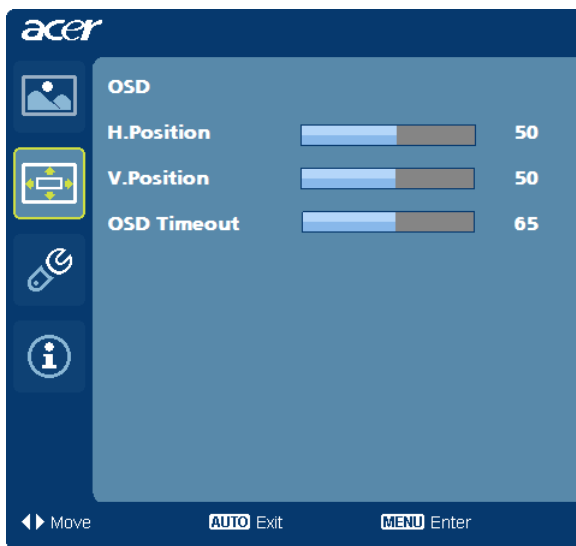 acer
OSD
H.Position 50
V.Position 50
OSD Timeout 65
Move AUTO Exit MENU Enter